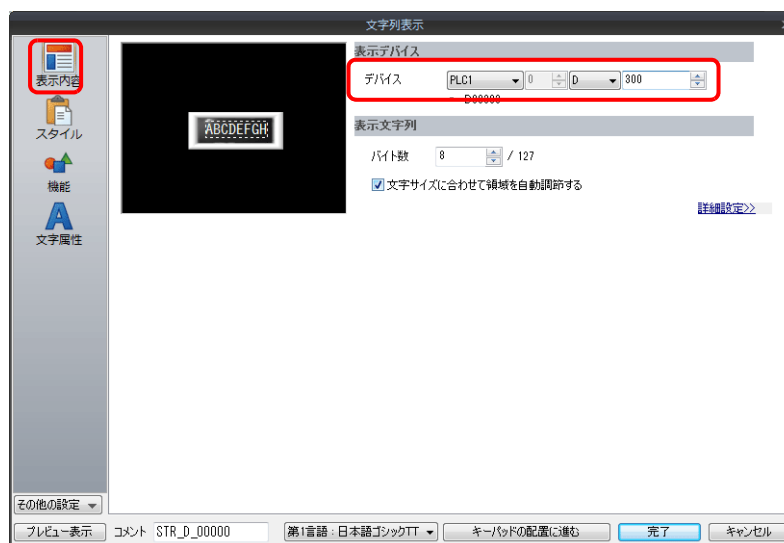 文字列表示
表示内容
スタイル
機能
文字属性
その他の設定
ABCDEFGH
表示デバイス
デバイス PLC1 0 D 300
D00000
表示文字列
バイト数 8 / 127
文字サイズに合わせて領域を自動調節する
詳細設定>>
プレビュー表示 コメント STR_D_00000 第1言語:日本語ゴシックTT キーパッドの配置に進む 完了 キャンセル